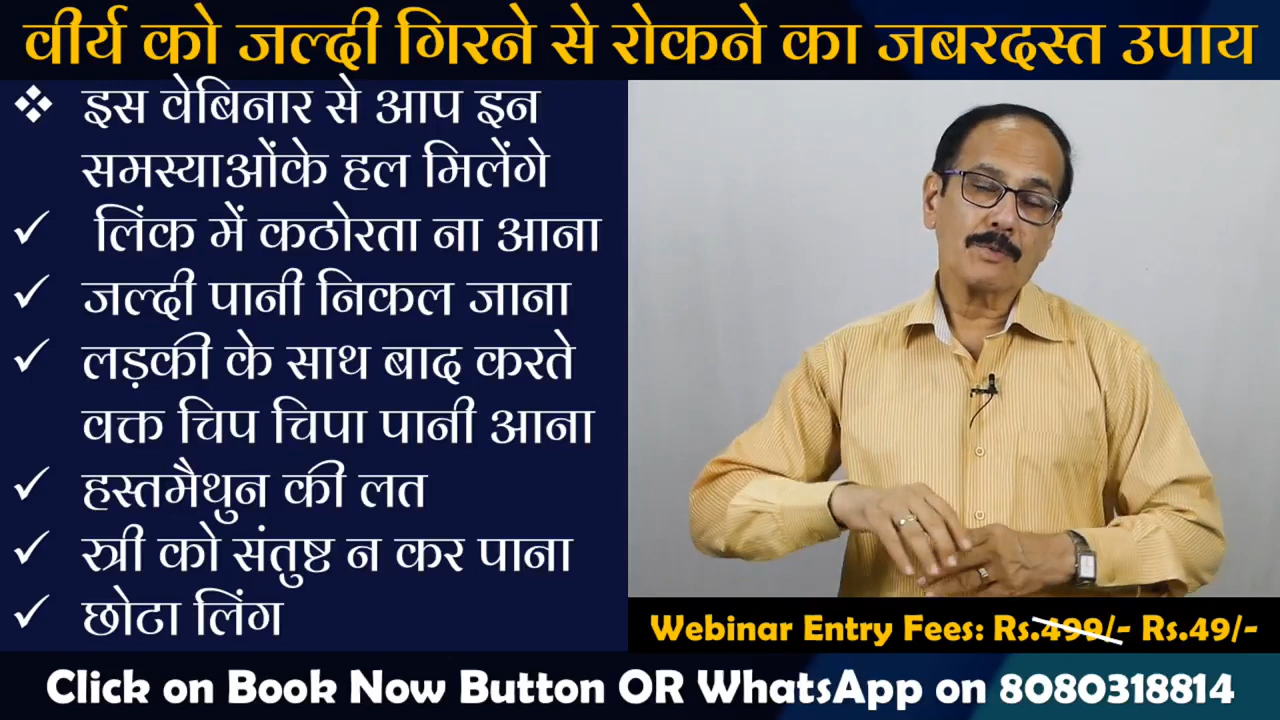 वीर्य को जल्दी गिरने से रोकने का जबरदस्त उपाय
❖ इस वेबिनार से आप इन
समस्याओंके हल मिलेंगे
✓ लिंक में कठोरता ना आना
✓ जल्दी पानी निकल जाना
✓ लड़की के साथ बाद करते
वक्त चिप चिपा पानी आना
✓ हस्तमैथुन की लत
✓ स्त्री को संतुष्ट न कर पाना
✓ छोटा लिंग
Webinar Entry Fees: Rs.499/- Rs.49/-
Click on Book Now Button OR WhatsApp on 8080318814